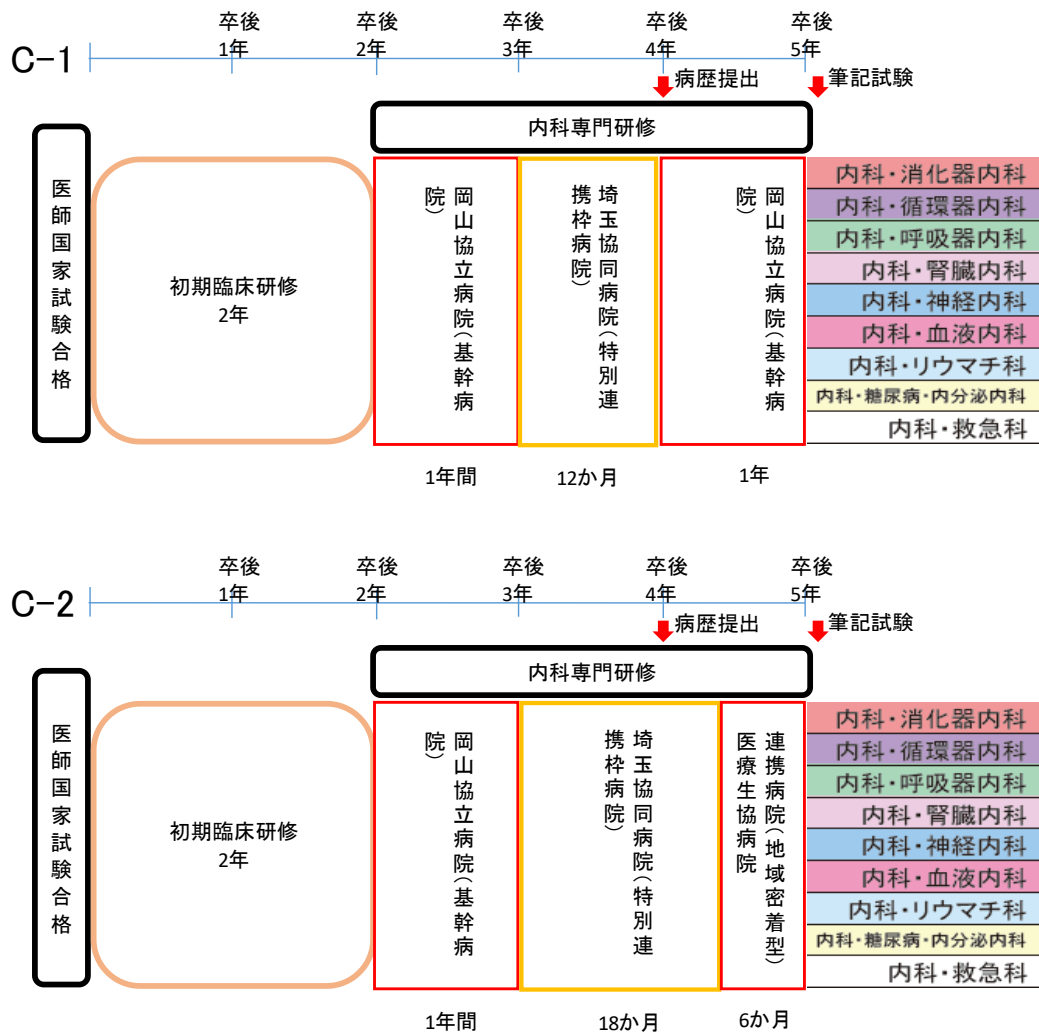 卒後
1年
卒後
2年
卒後
3年
卒後
4年
卒後
5年
C-1
病歴提出
筆記試験
内科専門研修
医師国家試験合格
初期臨床研修
2年
岡山協立病院(基幹病
院)
埼玉協同病院(特別連
携枠病院)
岡山協立病院(基幹病
院)
内科・消化器内科
内科・循環器内科
内科・呼吸器内科
内科・腎臓内科
内科・神経内科
内科・血液内科
内科・リウマチ科
内科・糖尿病・内分泌内科
内科・救急科
1年間
12か月
1年
卒後
1年
卒後
2年
卒後
3年
卒後
4年
卒後
5年
C-2
病歴提出
筆記試験
内科専門研修
医師国家試験合格
初期臨床研修
2年
岡山協立病院(基幹病
院)
埼玉協同病院(特別連
携枠病院)
連携病院(地域密着型)
医療生協病院
内科・消化器内科
内科・循環器内科
内科・呼吸器内科
内科・腎臓内科
内科・神経内科
内科・血液内科
内科・リウマチ科
内科・糖尿病・内分泌内科
内科・救急科
1年間
18か月
6か月